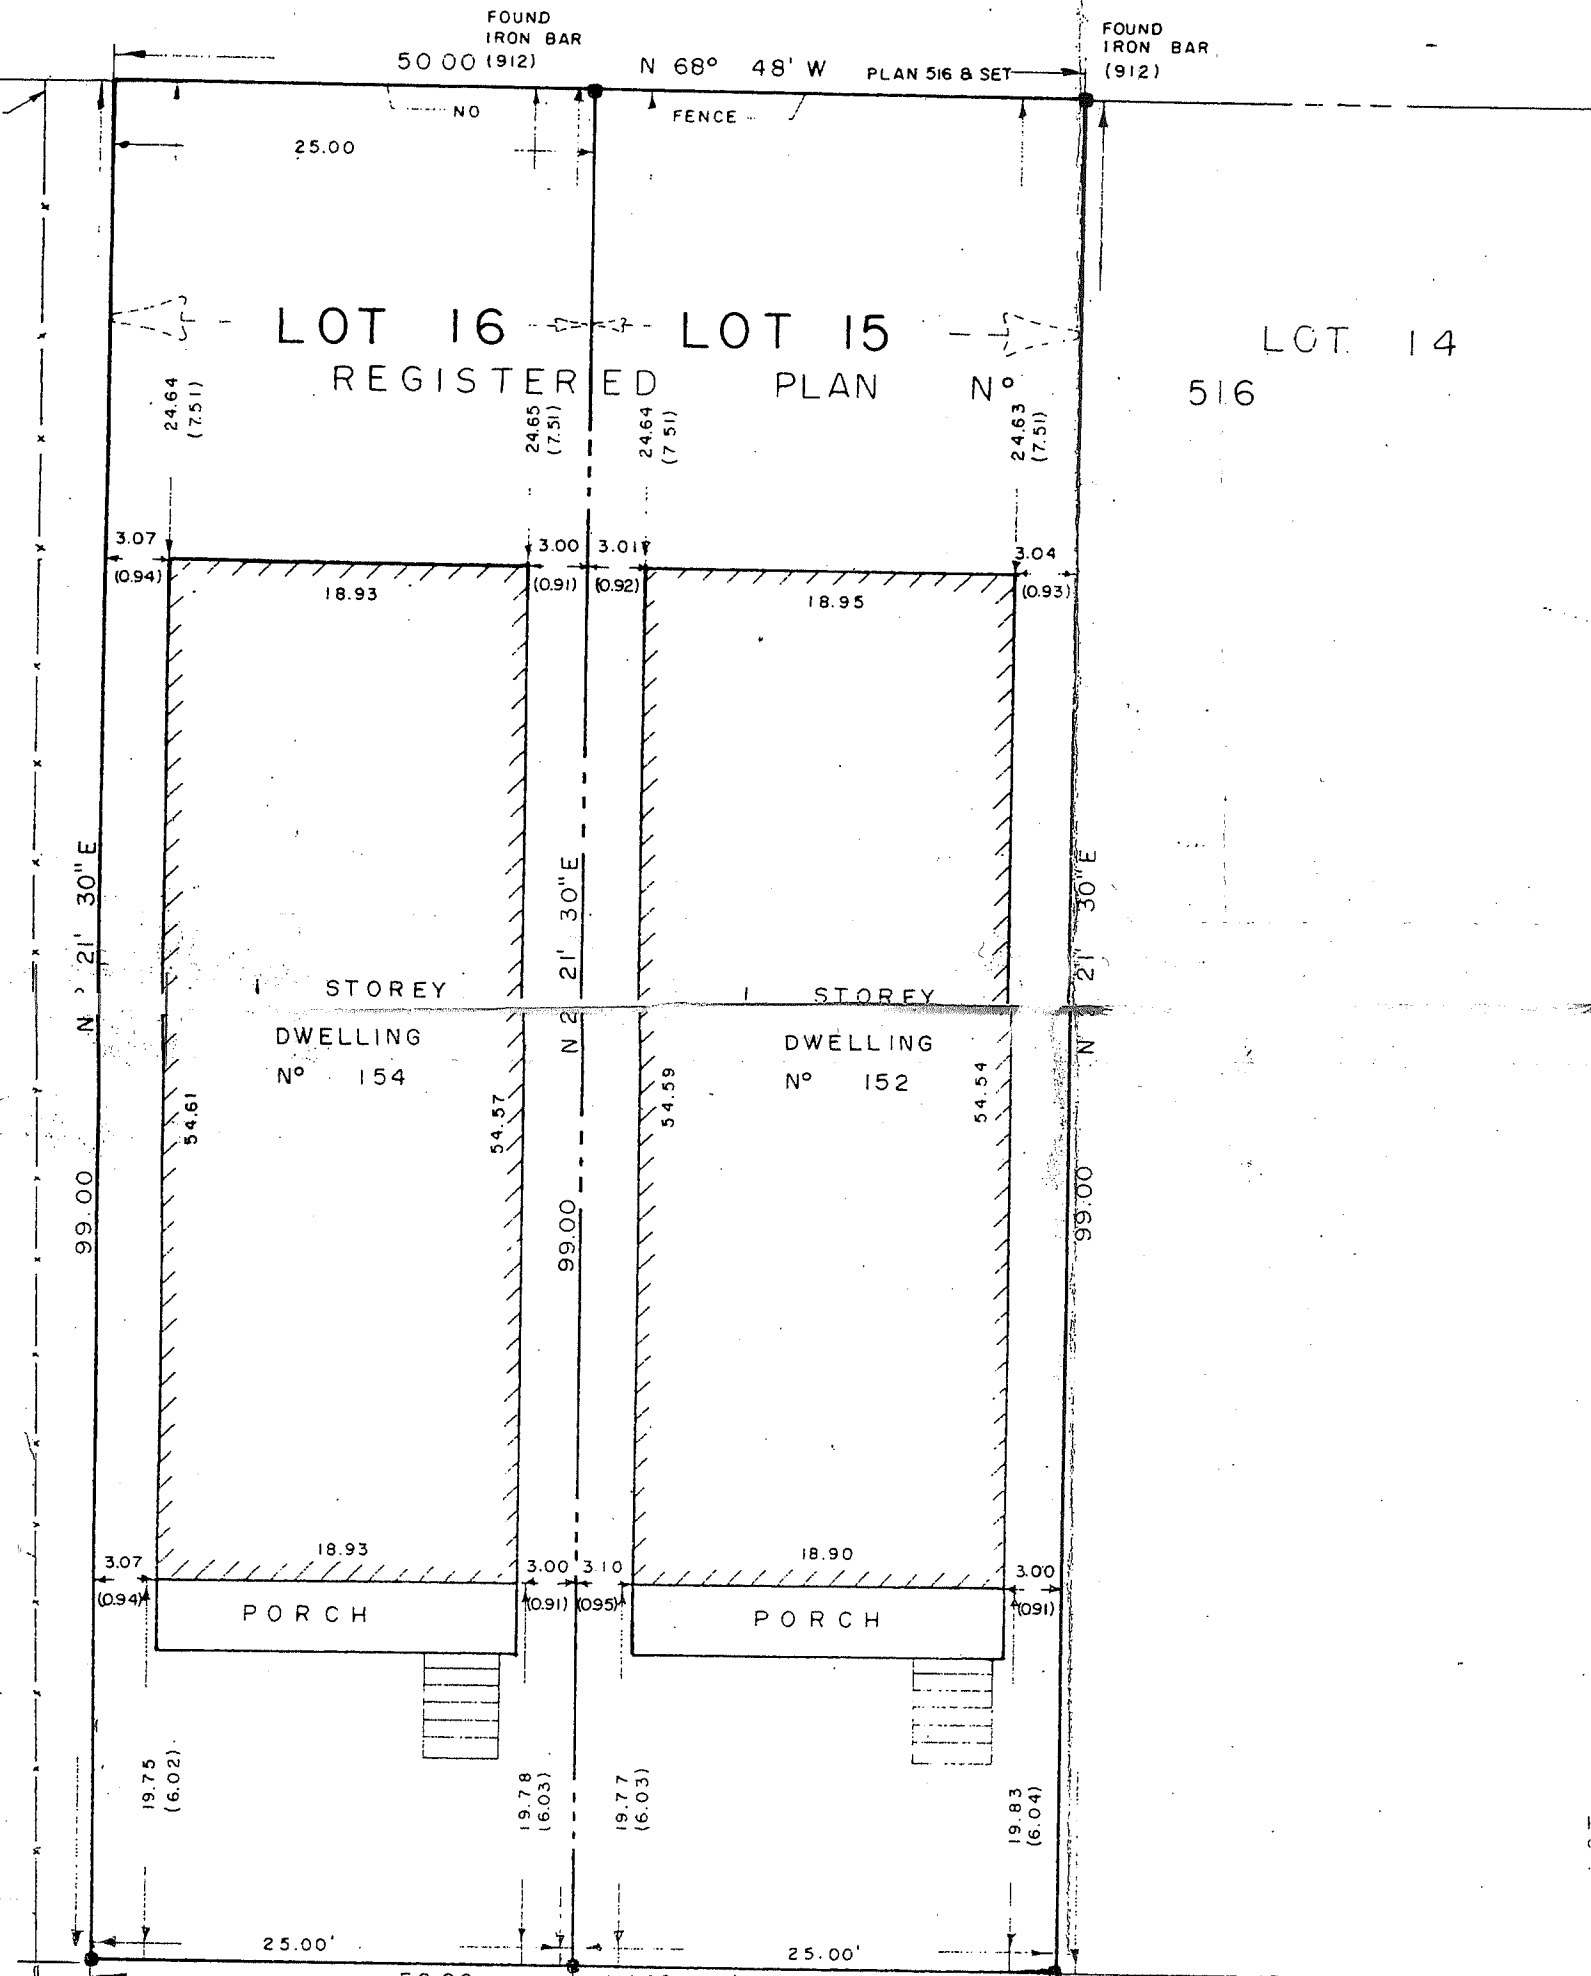 FOUND
IRON BAR
50 00 (912)
N 68° 48' W
PLAN 516 & SET
FOUND
IRON BAR
(912)
NO
FENCE
25.00
LOT 16
LOT 15
LOT 14
REGISTERED PLAN Nº 516
24.64
(7.51)
24.65
(7.51)
24.64
(7 51)
24.63
(7.51)
3.07
(0.94)
3.00
(0.91)
3.01
(0.92)
3.04
(0.93)
18.93
18.95
N 21' 30" E
N 2 21' 30" E
N 21' 30" E
1 STOREY
DWELLING
Nº 154
1 STOREY
DWELLING
Nº 152
54.61
54.57
54.59
54.54
99.00
99.00
99.00
18.93
18.90
3.07
(0.94)
3.00
(0.91)
3.10
(095)
3.00
(091)
PORCH
PORCH
19.75
(6.02)
19.78
(6.03)
19.77
(6.03)
19.83
(6.04)
25.00'
25.00'